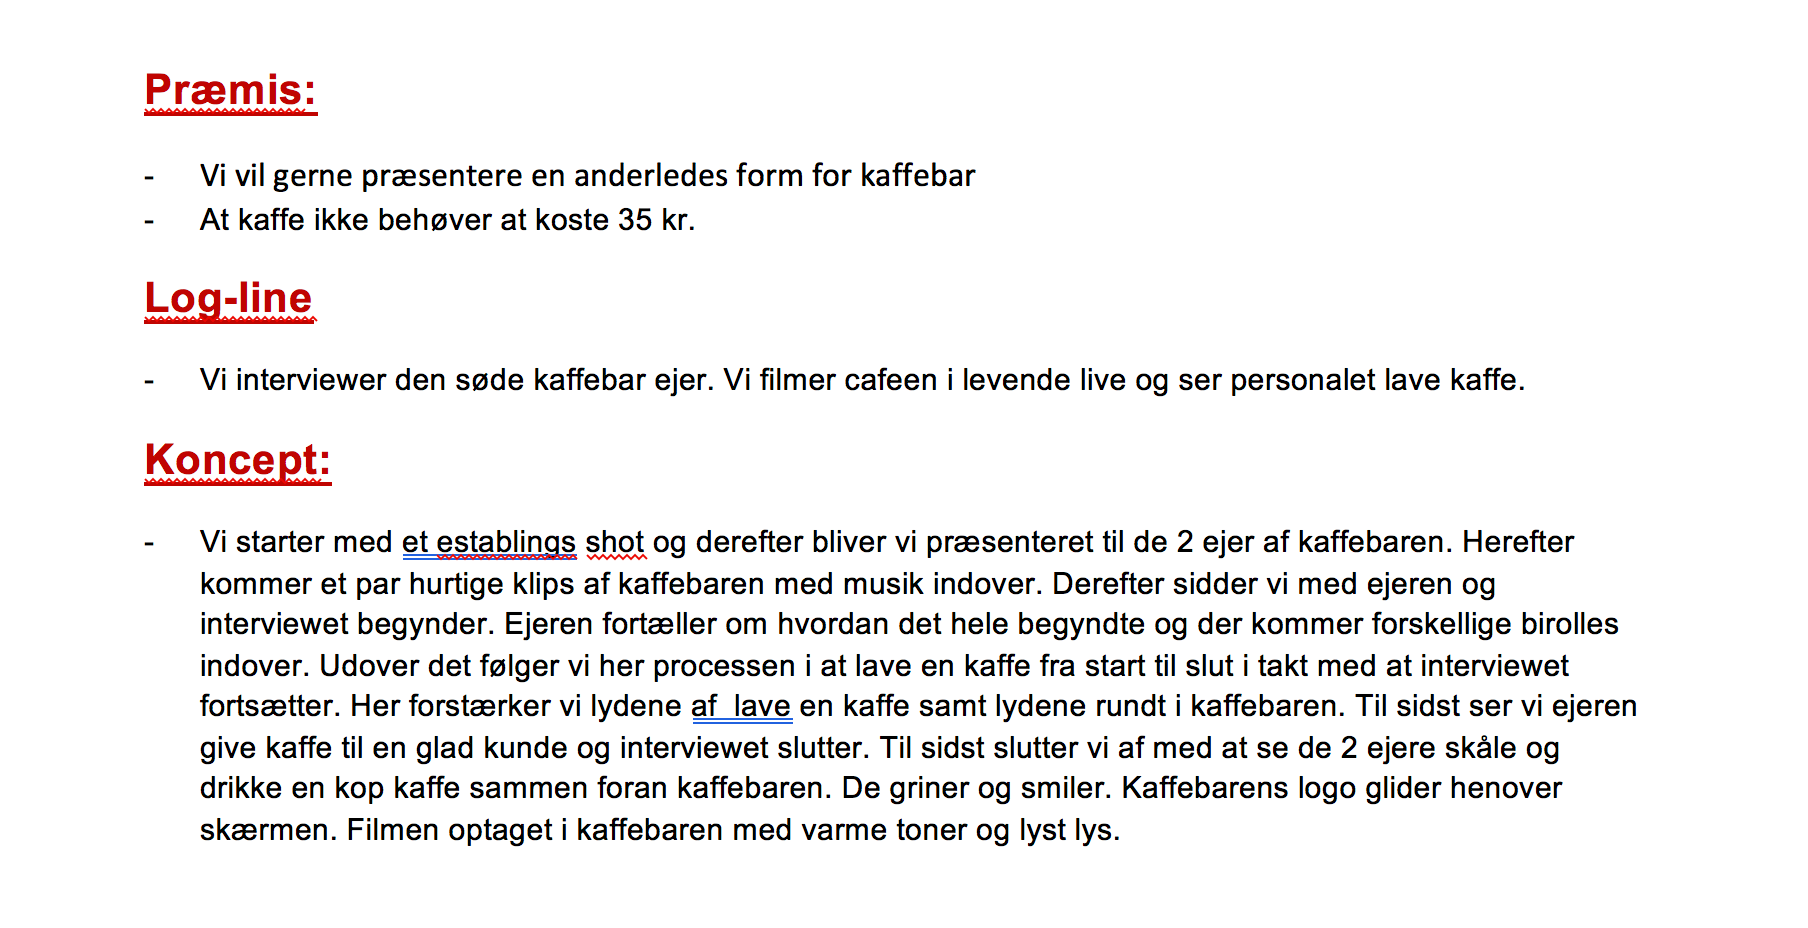 Præmis:
- Vi vil gerne præsentere en anderledes form for kaffebar
- At kaffe ikke behøver at koste 35 kr.
Log-line
- Vi interviewer den søde kaffebar ejer. Vi filmer cafeen i levende live og ser personalet lave kaffe.
Koncept:
- Vi starter med et establings shot og derefter bliver vi præsenteret til de 2 ejer af kaffebaren. Herefter
kommer et par hurtige klips af kaffebaren med musik indover. Derefter sidder vi med ejeren og
interviewet begynder. Ejeren fortæller om hvordan det hele begyndte og der kommer forskellige birolles
indover. Udover det følger vi her processen i at lave en kaffe fra start til slut i takt med at interviewet
fortsætter. Her forstærker vi lydene af  lave en kaffe samt lydene rundt i kaffebaren. Til sidst ser vi ejeren
give kaffe til en glad kunde og interviewet slutter. Til sidst slutter vi af med at se de 2 ejere skåle og
drikke en kop kaffe sammen foran kaffebaren. De griner og smiler. Kaffebarens logo glider henover
skærmen. Filmen optaget i kaffebaren med varme toner og lyst lys.